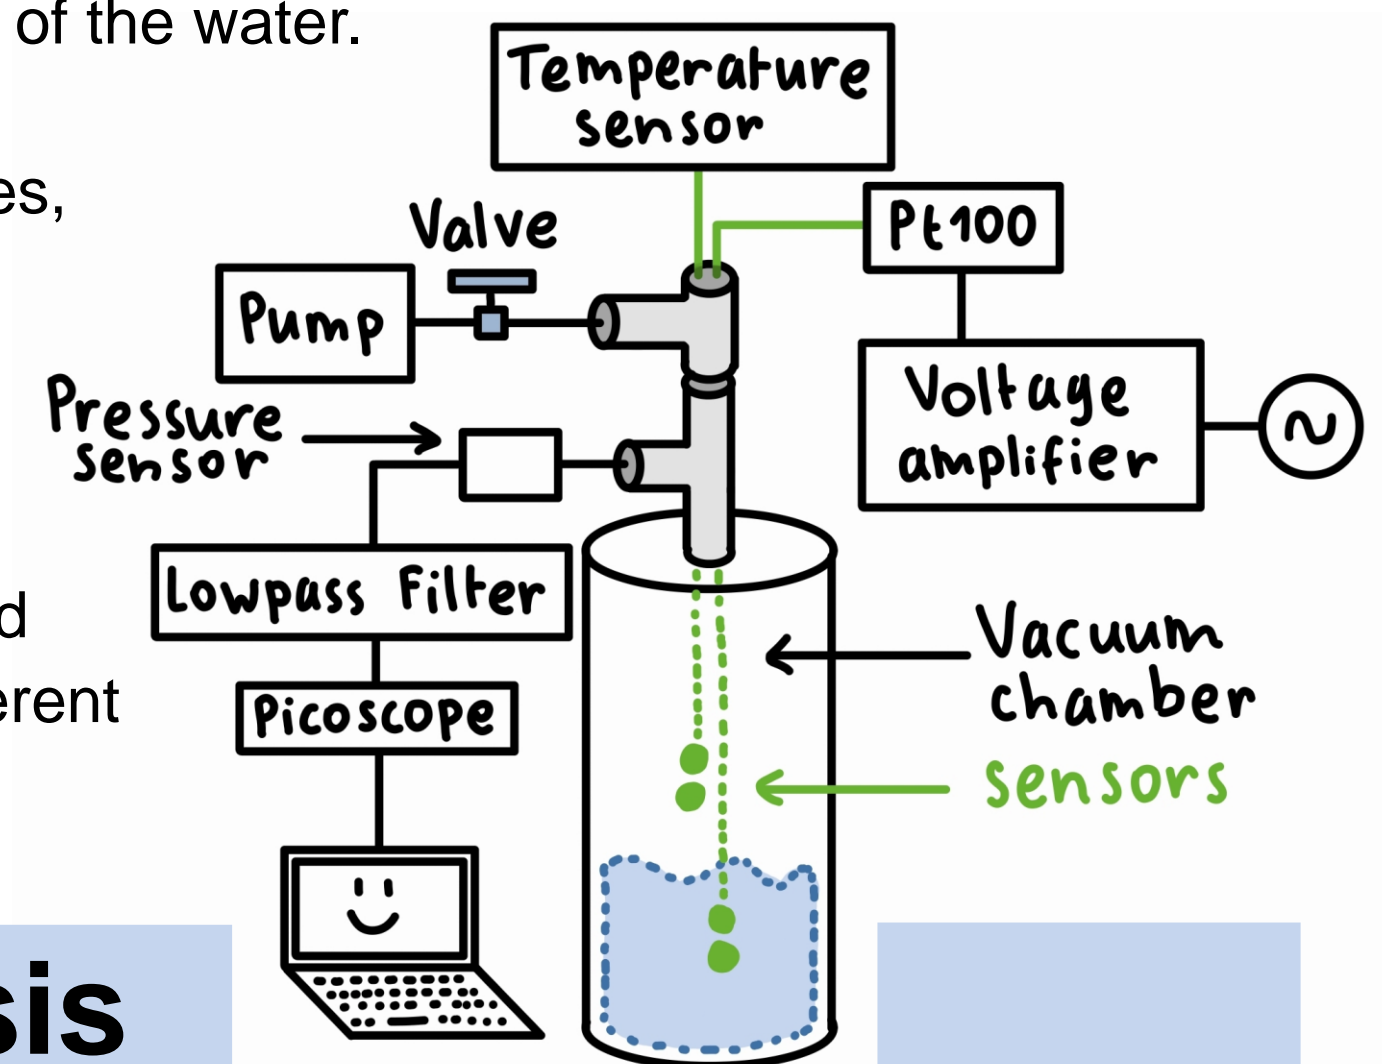 of the water.
es,
d
erent
sis
Temperature
sensor
Valve
Pt100
Pump
Pressure
sensor
Voltage
amplifier
~
Lowpass Filter
Picoscope
Vacuum
chamber
sensors